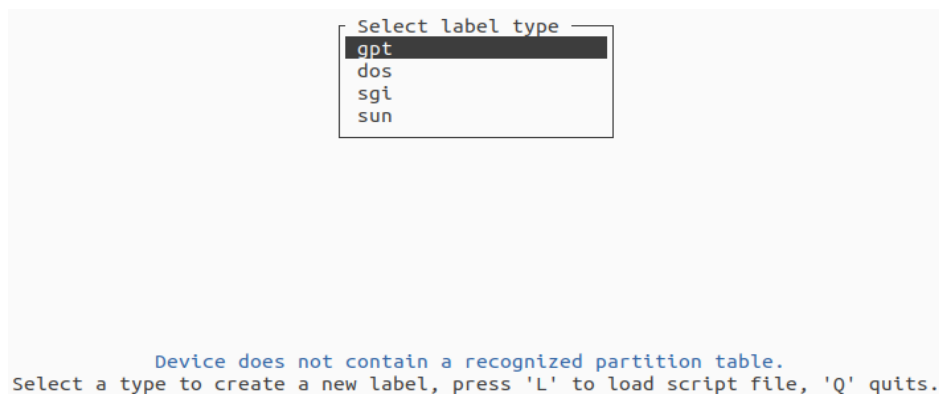 Select label type
gpt
dos
sgi
sun
Device does not contain a recognized partition table.
Select a type to create a new label, press 'L' to load script file, 'Q' quits.